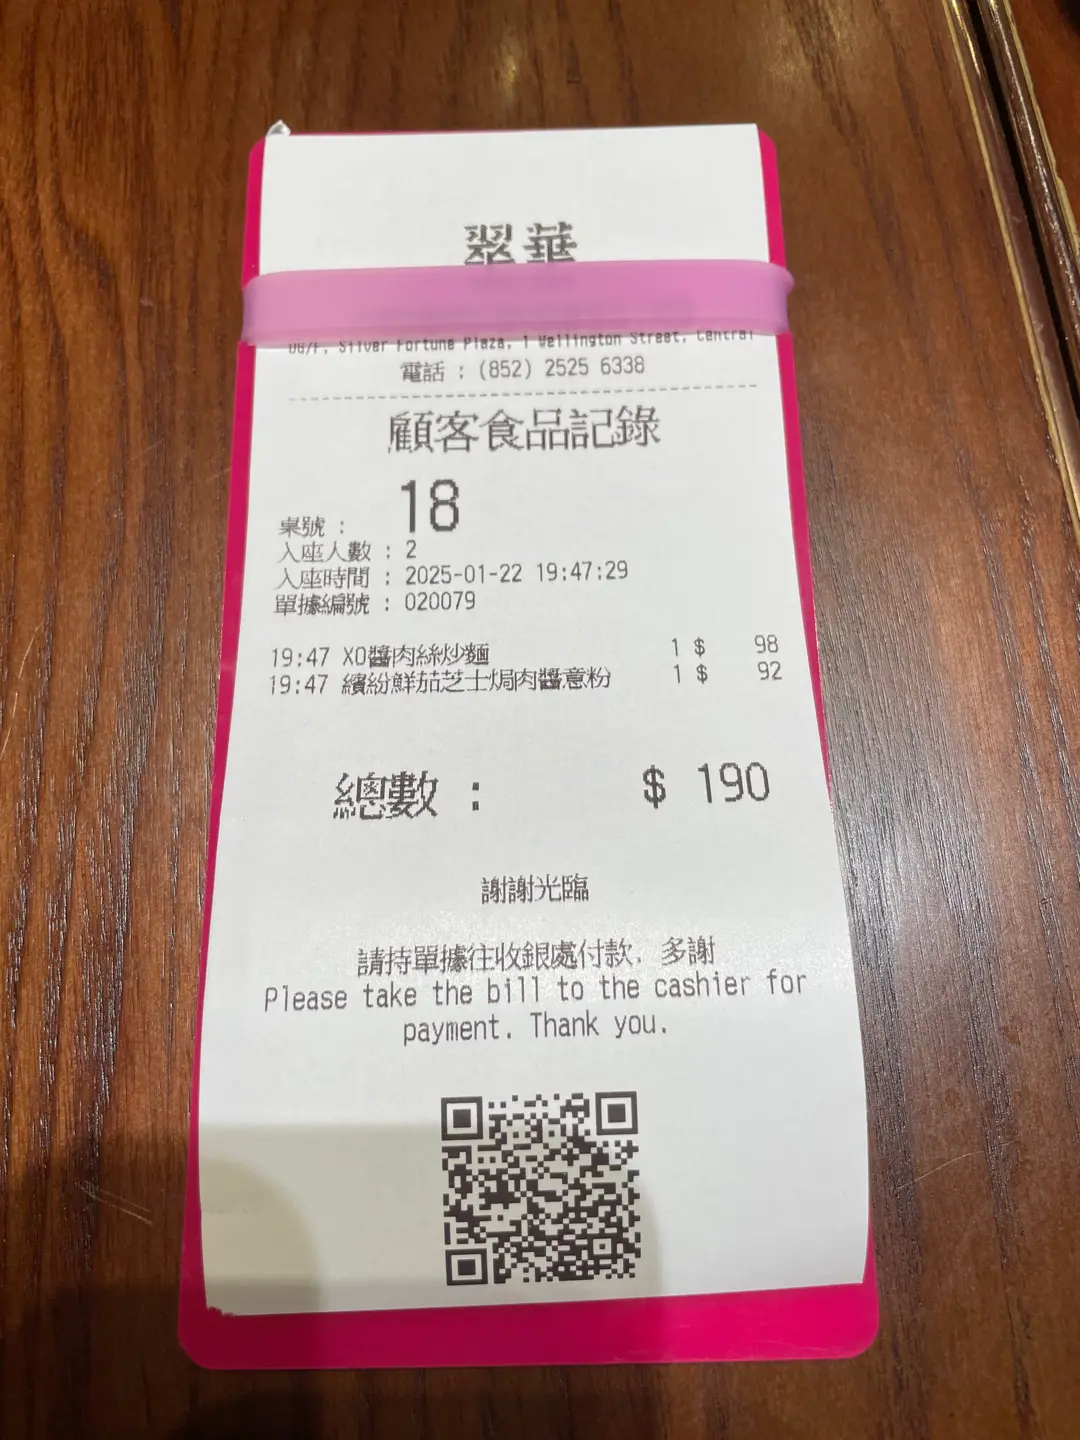 翠華
UG/F, Silver Fortune Plaza, 1 Wellington Street, Central
電話 : (852) 2525 6338
顧客食品記錄
桌號 : 18
入座人數 : 2
入座時間 : 2025-01-22 19:47:29
單據編號 : 020079
19:47 XO醬肉絲炒麵 1 $ 98
19:47 繽紛鮮茄芝士焗肉醬意粉 1 $ 92
總數 : $ 190
謝謝光臨
請持單據往收銀處付款, 多謝
Please take the bill to the cashier for
payment. Thank you.